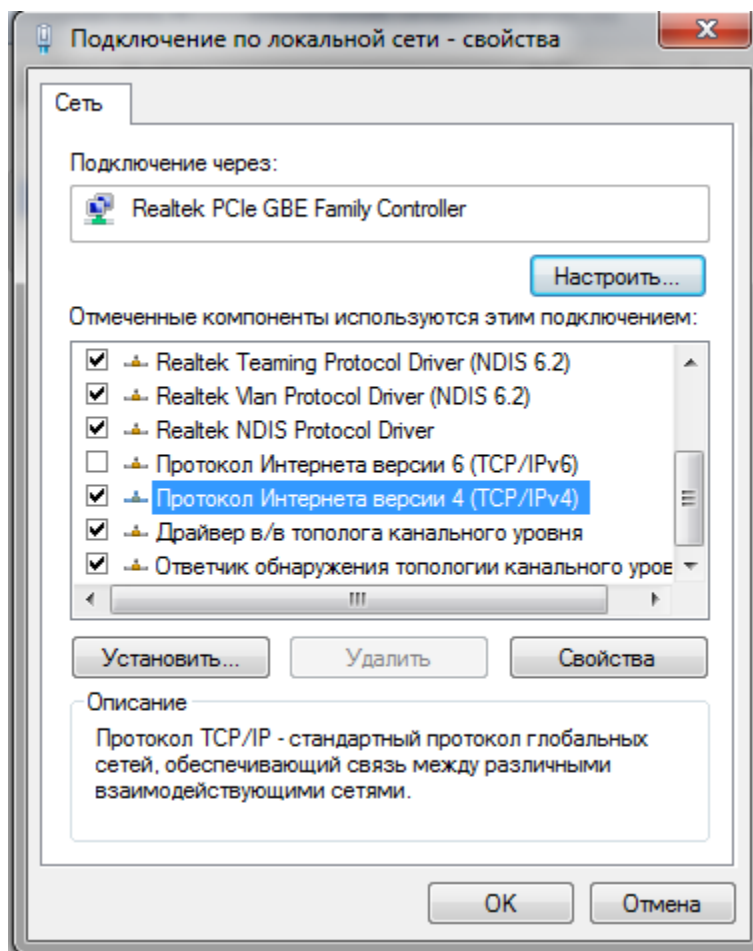 Подключение по локальной сети - свойства
Сеть
Подключение через:
Realtek PCIe GBE Family Controller
Настроить...
Отмеченные компоненты используются этим подключением:
Realtek Teaming Protocol Driver (NDIS 6.2)
Realtek Vlan Protocol Driver (NDIS 6.2)
Realtek NDIS Protocol Driver
Протокол Интернета версии 6 (TCP/IPv6)
Протокол Интернета версии 4 (TCP/IPv4)
Драйвер в/в тополога канального уровня
Ответчик обнаружения топологии канального уров
Установить...
Удалить
Свойства
Описание
Протокол TCP/IP - стандартный протокол глобальных
сетей, обеспечивающий связь между различными
взаимодействующими сетями.
OK
Отмена